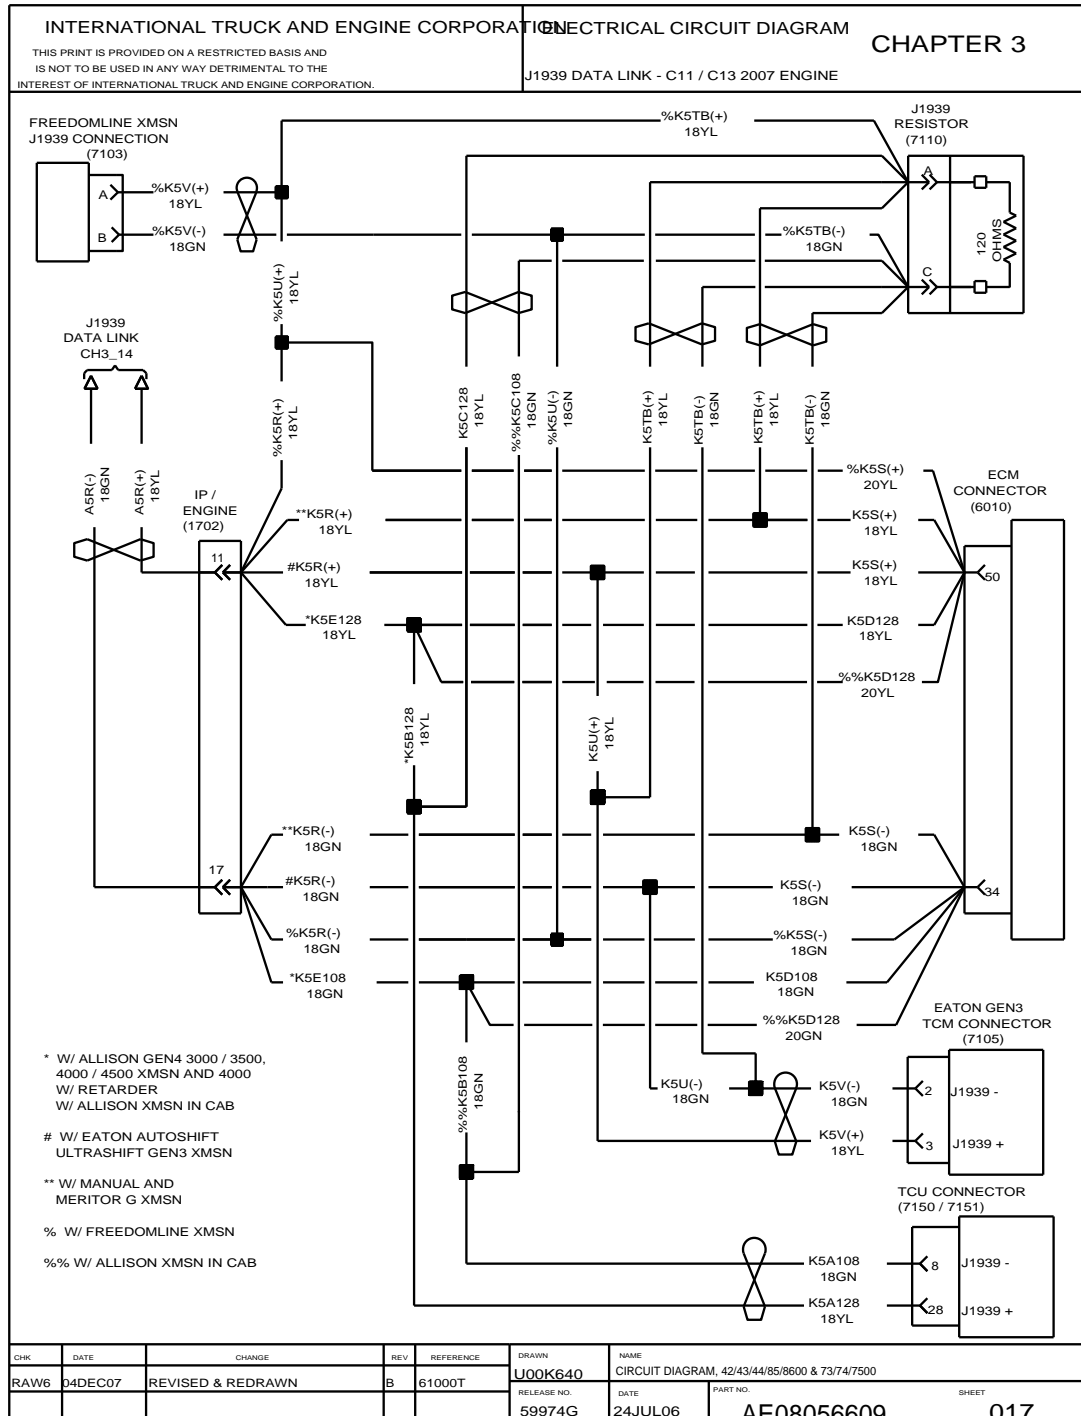 INTERNATIONAL TRUCK AND ENGINE CORPORATION
THIS PRINT IS PROVIDED ON A RESTRICTED BASIS AND
IS NOT TO BE USED IN ANY WAY DETRIMENTAL TO THE
INTEREST OF INTERNATIONAL TRUCK AND ENGINE CORPORATION.
ELECTRICAL CIRCUIT DIAGRAM
J1939 DATA LINK - C11 / C13 2007 ENGINE
CHAPTER 3
FREEDOMLINE XMSN
J1939 CONNECTION
(7103)
A
%K5V(+)
18YL
B
%K5V(-)
18GN
%K5TB(+)
18YL
J1939
RESISTOR
(7110)
A
120
OHMS
C
%K5TB(-)
18GN
%K5U(+)
18YL
J1939
DATA LINK
CH3_14
A5R(-)
18GN
A5R(+)
18YL
%K5R(+)
18YL
K5C128
18YL
%%K5C108
18GN
%K5U(-)
18GN
K5TB(+)
18YL
K5TB(-)
18GN
K5TB(+)
18YL
K5TB(-)
18GN
IP /
ENGINE
(1702)
11
**K5R(+)
18YL
#K5R(+)
18YL
*K5E128
18YL
%K5S(+)
20YL
K5S(+)
18YL
K5S(+)
18YL
K5D128
18YL
%%K5D128
20YL
ECM
CONNECTOR
(6010)
50
*K5B128
18YL
K5U(+)
18YL
17
**K5R(-)
18GN
#K5R(-)
18GN
%K5R(-)
18GN
*K5E108
18GN
K5S(-)
18GN
K5S(-)
18GN
%K5S(-)
18GN
K5D108
18GN
%%K5D128
20GN
34
%%K5B108
18GN
K5U(-)
18GN
K5V(-)
18GN
K5V(+)
18YL
EATON GEN3
TCM CONNECTOR
(7105)
2
J1939 -
3
J1939 +
TCU CONNECTOR
(7150 / 7151)
K5A108
18GN
K5A128
18YL
8
J1939 -
28
J1939 +
* W/ ALLISON GEN4 3000 / 3500,
4000 / 4500 XMSN AND 4000
W/ RETARDER
W/ ALLISON XMSN IN CAB
# W/ EATON AUTOSHIFT
ULTRASHIFT GEN3 XMSN
** W/ MANUAL AND
MERITOR G XMSN
% W/ FREEDOMLINE XMSN
%% W/ ALLISON XMSN IN CAB
CHK DATE CHANGE REV REFERENCE
RAW6 04DEC07 REVISED & REDRAWN B 61000T
DRAWN
U00K640
NAME
CIRCUIT DIAGRAM, 42/43/44/85/8600 & 73/74/7500
RELEASE NO.
59974G
DATE
24JUL06
PART NO.
AE08056609
SHEET
017